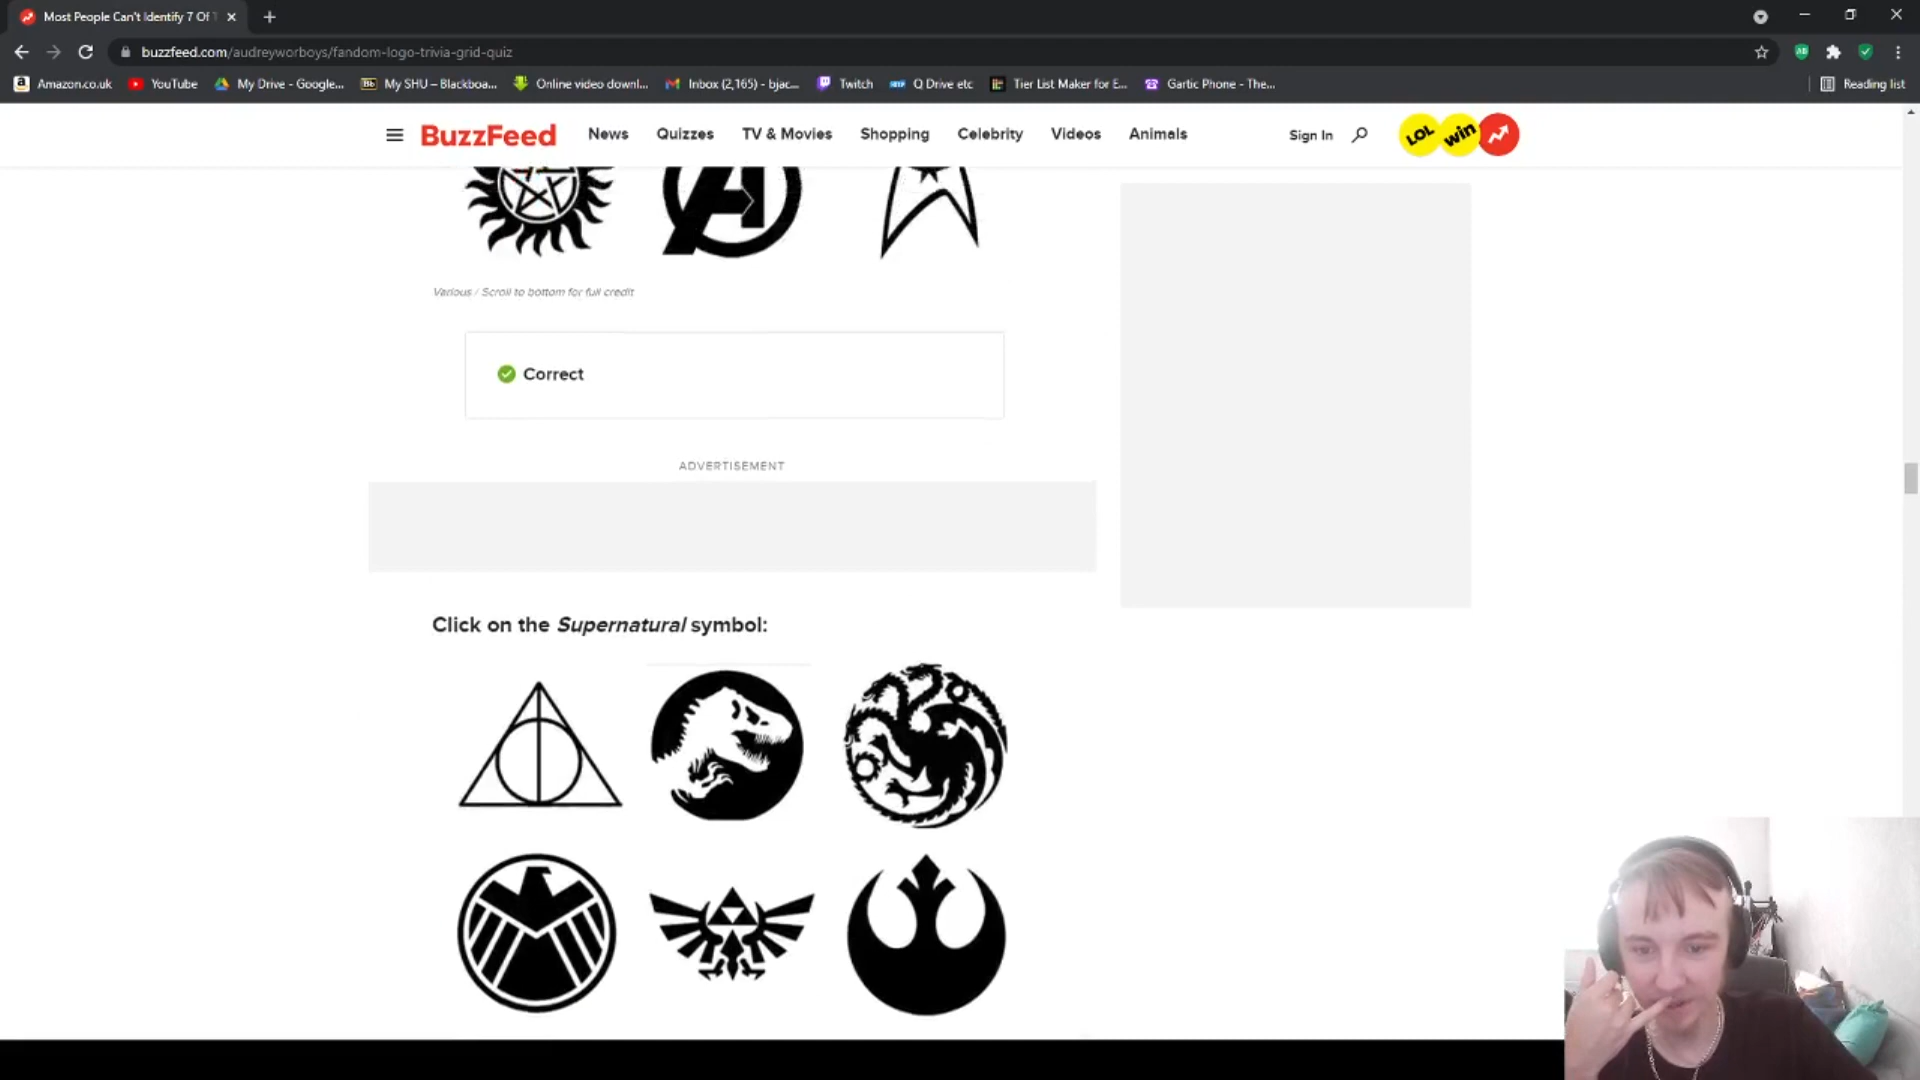 Most People Can't Identify 7 Of T
buzzfeed.com/audreyworboys/fandom-logo-trivia-grid-quiz
Amazon.co.uk YouTube My Drive - Google... Bb My SHU – Blackboa... Online video downl... Inbox (2,165) - bjac... Twitch Q Drive etc Tier List Maker for E... Gartic Phone - The... Reading list
BuzzFeed News Quizzes TV & Movies Shopping Celebrity Videos Animals Sign In LOL win
A
Various / Scroll to bottom for full credit
Correct
ADVERTISEMENT
Click on the Supernatural symbol: